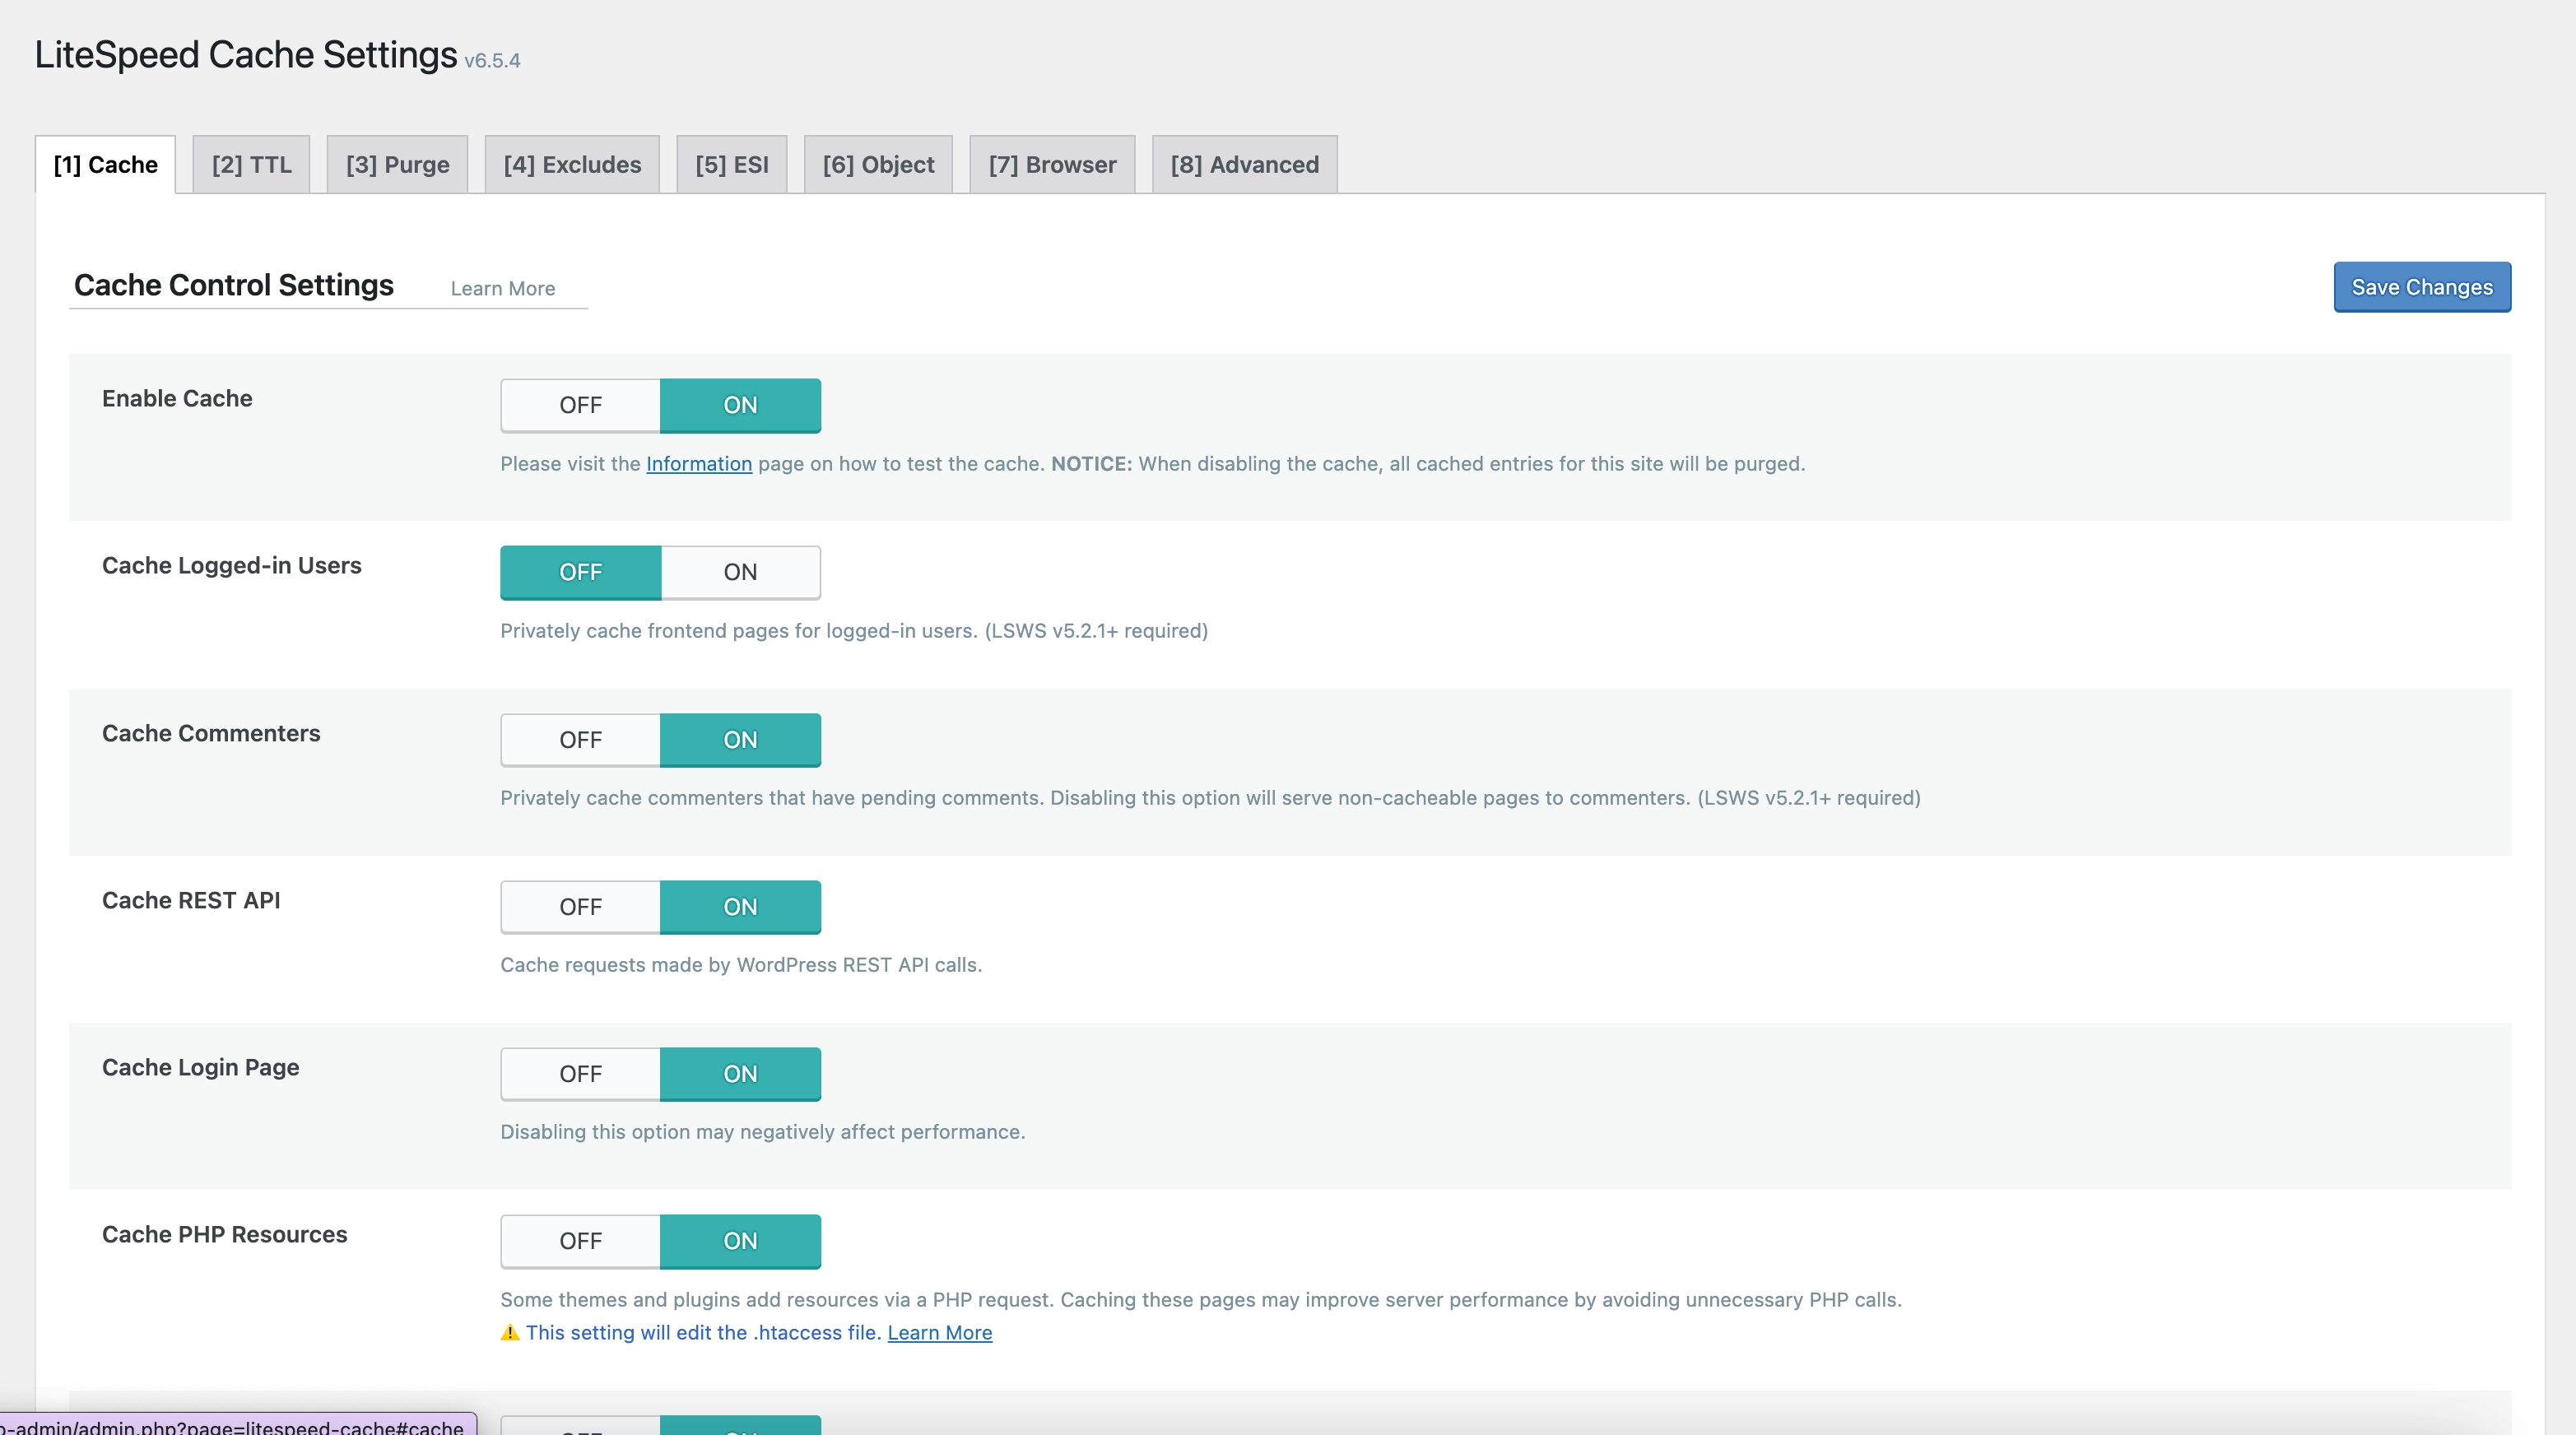 LiteSpeed Cache Settings v6.5.4
[1] Cache [2] TTL [3] Purge [4] Excludes [5] ESI [6] Object [7] Browser [8] Advanced
Cache Control Settings Learn More Save Changes
Enable Cache OFF ON
Please visit the Information page on how to test the cache. NOTICE: When disabling the cache, all cached entries for this site will be purged.
Cache Logged-in Users OFF ON
Privately cache frontend pages for logged-in users. (LSWS v5.2.1+ required)
Cache Commenters OFF ON
Privately cache commenters that have pending comments. Disabling this option will serve non-cacheable pages to commenters. (LSWS v5.2.1+ required)
Cache REST API OFF ON
Cache requests made by WordPress REST API calls.
Cache Login Page OFF ON
Disabling this option may negatively affect performance.
Cache PHP Resources OFF ON
Some themes and plugins add resources via a PHP request. Caching these pages may improve server performance by avoiding unnecessary PHP calls.
⚠️ This setting will edit the .htaccess file. Learn More
-admin/admin.php?page=litespeed-cache#cache OFF ON